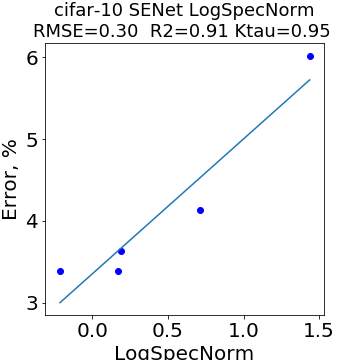 cifar-10 SENet LogSpecNorm
RMSE=0.30 R2=0.91 Ktau=0.95
Error, %
6
5
4
3
0.0 0.5 1.0 1.5
LogSpecNorm